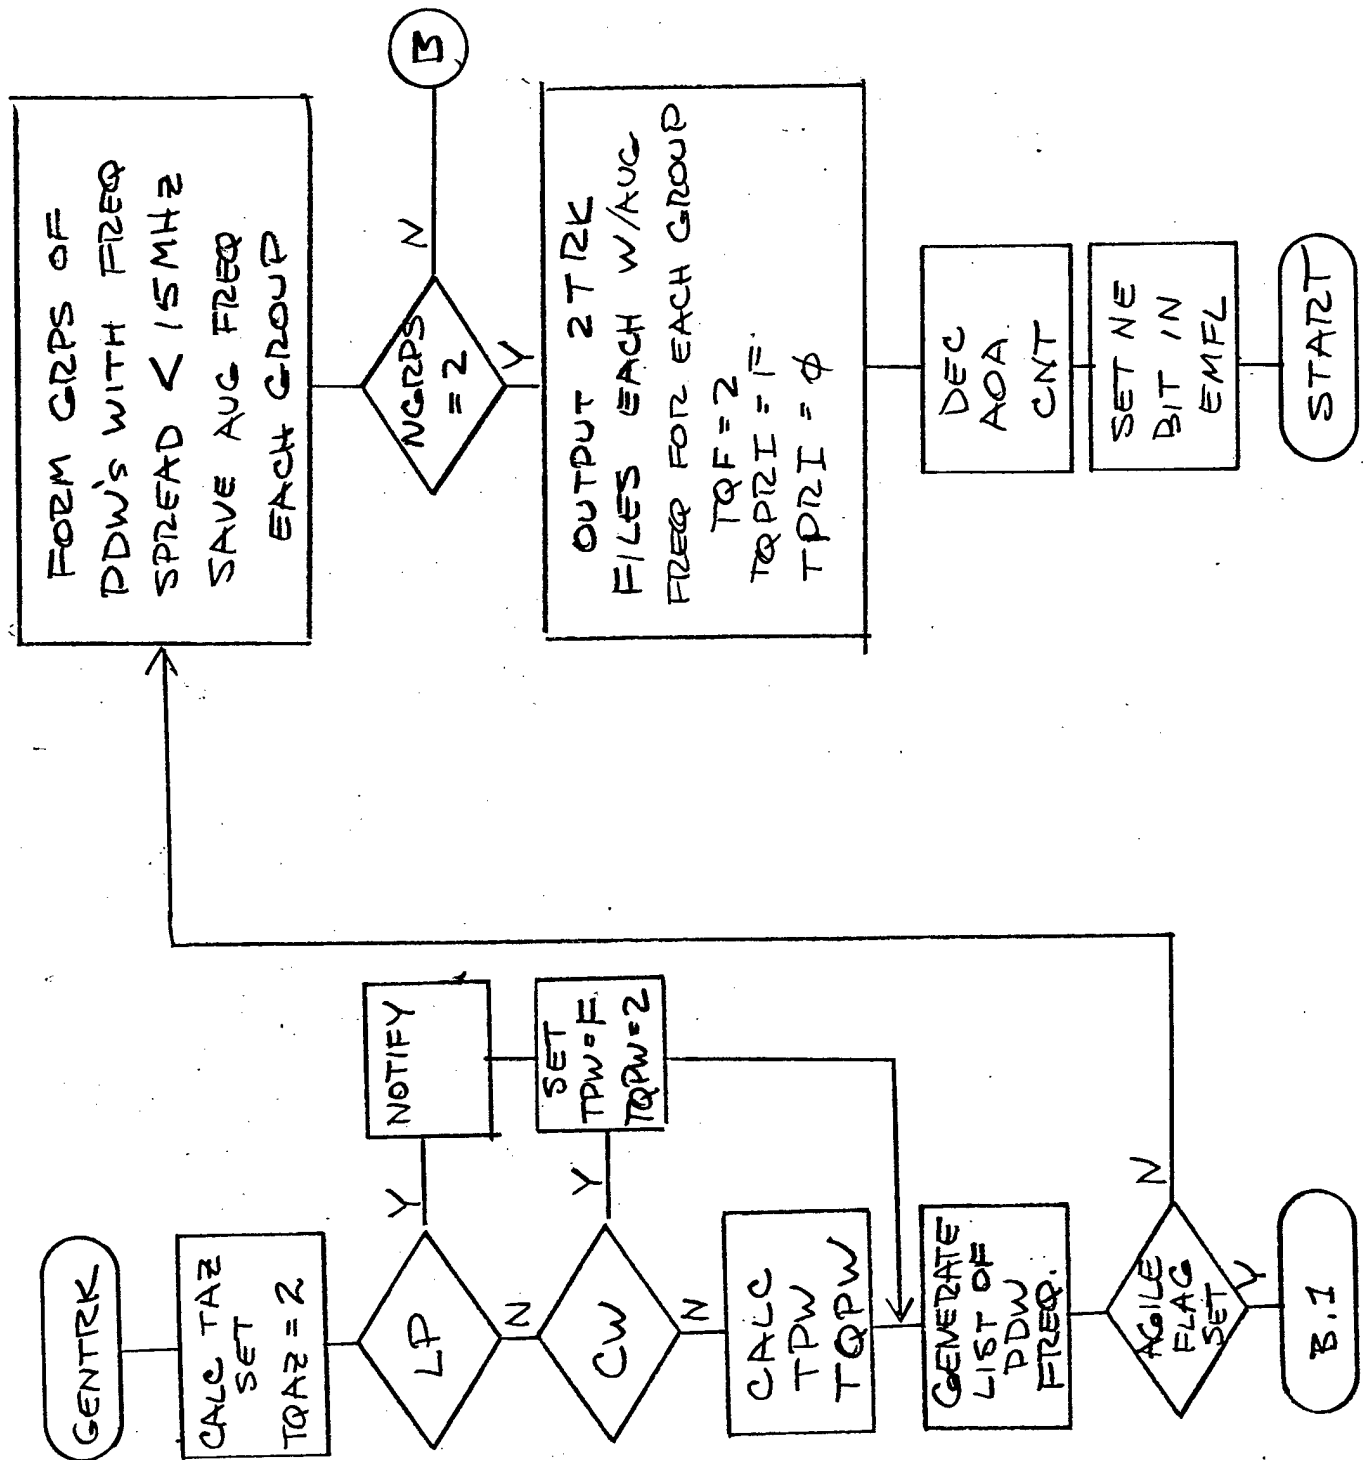 GENTRK
CALC TAZ
SET
TQAZ = 2
LP
Y
NOTIFY
N
CW
Y
SET
TPW=F
TQPW=2
N
CALC
TPW
TQPW
GENERATE
LIST OF
PDW
FREQ.
AGILE
FLAG
SET
N
Y
B.1
FORM GRPS OF
PDW's WITH FREQ
SPREAD < 15 MHz
SAVE AVG FREQ
EACH GROUP
NGRPS
= 2
N
B
Y
OUTPUT 2 TRK
FILES EACH W/AVG
FREQ FOR EACH GROUP
TQF = 2
TQPRI = F
TPRI = φ
DEC
AOA
CNT
SET NE
BIT IN
EMFL
START